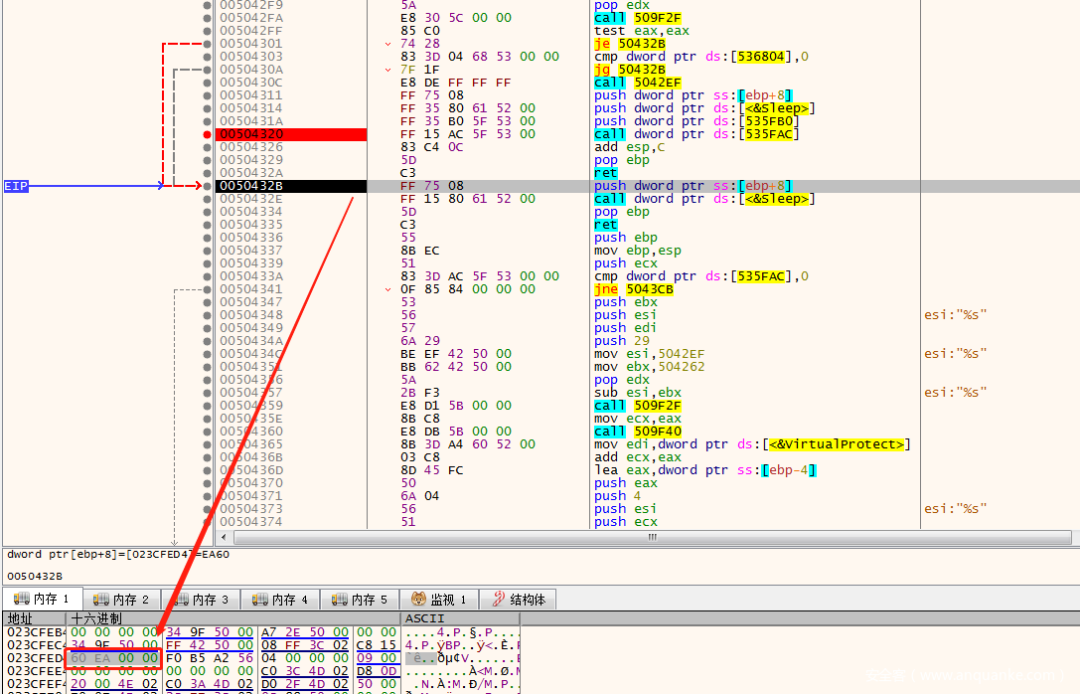 005042F9 5A pop edx
005042FA E8 30 5C 00 00 call 509F2F
005042FF 85 C0 test eax,eax
00504301 74 28 je 50432B
00504303 83 3D 04 68 53 00 00 cmp dword ptr ds:[536804],0
0050430A 7F 1F jg 50432B
0050430C E8 DE FF FF FF call 5042EF
00504311 FF 75 08 push dword ptr ss:[ebp+8]
00504314 FF 35 80 61 52 00 push dword ptr ds:[<&Sleep>]
0050431A FF 35 B0 5F 53 00 push dword ptr ds:[535FB0]
00504320 FF 15 AC 5F 53 00 call dword ptr ds:[535FAC]
00504326 83 C4 0C add esp,C
00504329 5D pop ebp
0050432A C3 ret
EIP 0050432B FF 75 08 push dword ptr ss:[ebp+8]
0050432E FF 15 80 61 52 00 call dword ptr ds:[<&Sleep>]
00504334 5D pop ebp
00504335 C3 ret
00504336 55 push ebp
00504337 8B EC mov ebp,esp
00504339 51 push ecx
0050433A 83 3D AC 5F 53 00 00 cmp dword ptr ds:[535FAC],0
00504341 0F 85 84 00 00 00 jne 5043CB
00504347 53 push ebx
00504348 56 push esi esi:"%s"
00504349 57 push edi
0050434A 6A 29 push 29
0050434C BE EF 42 50 00 mov esi,5042EF esi:"%s"
00504351 BB 62 42 50 00 mov ebx,504262
00504356 5A pop edx
00504357 2B F3 sub esi,ebx esi:"%s"
00504359 E8 D1 5B 00 00 call 509F2F
0050435E 8B C8 mov ecx,eax
00504360 E8 DB 5B 00 00 call 509F40
00504365 8B 3D A4 60 52 00 mov edi,dword ptr ds:[<&VirtualProtect>]
0050436B 03 C8 add ecx,eax
0050436D 8D 45 FC lea eax,dword ptr ss:[ebp-4]
00504370 50 push eax
00504371 6A 04 push 4
00504373 56 push esi esi:"%s"
00504374 51 push ecx
dword ptr[ebp+8]=[023CFED4]=EA60
0050432B
内存 1 内存 2 内存 3 内存 4 内存 5 监视 1 结构体
地址 十六进制 ASCII
023CFEB4 00 00 00 00 34 9F 50 00 A7 2E 50 00 00 00 ....4.P.§.P...
023CFEC4 34 9F 50 00 FF 42 50 00 08 FF 3C 02 C8 15 4.P.ÿBP..ÿ<.È.
023CFED 60 EA 00 00 F0 B5 A2 56 04 00 00 00 09 00 `ê..ðµ¢V......
023CFEE 00 00 00 00 00 00 00 00 C0 3C 4D 02 D8 0D ........À<M.Ø.
20 00 4E 02 C0 3A 4D 02 D0 2F 4D 02 50 00 .N.À:M.Ð/M.P.